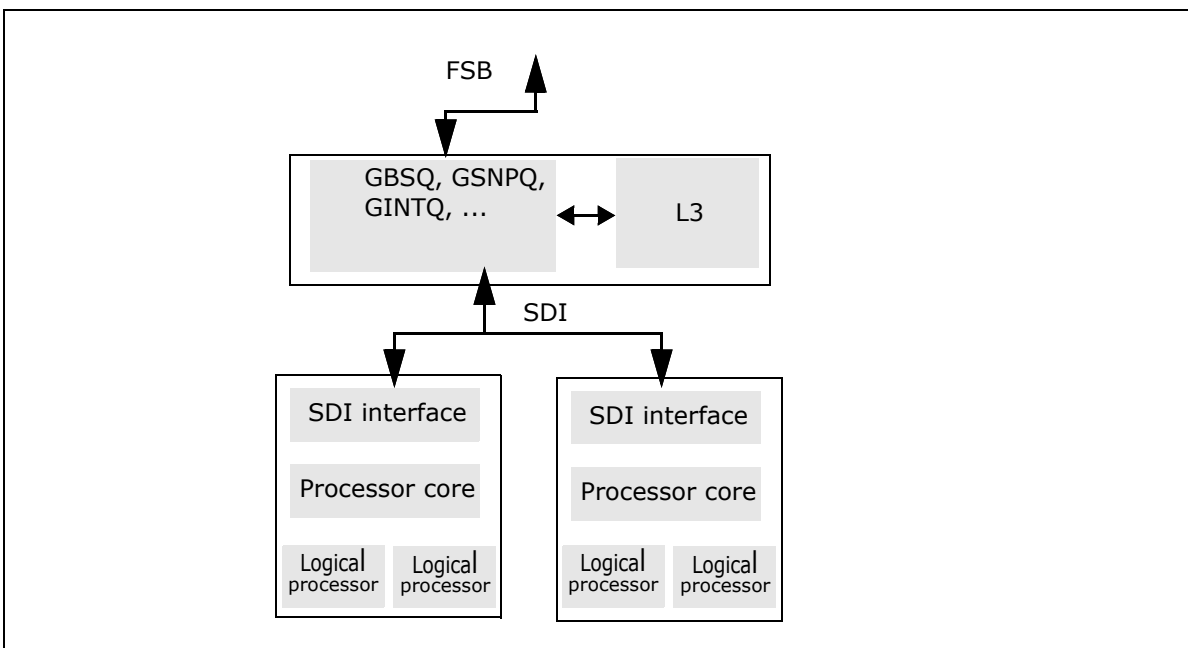 FSB
GBSQ, GSNPQ,
GINTQ, ...
L3
SDI
SDI interface
Processor core
Logical
processor
Logical
processor
SDI interface
Processor core
Logical
processor
Logical
processor